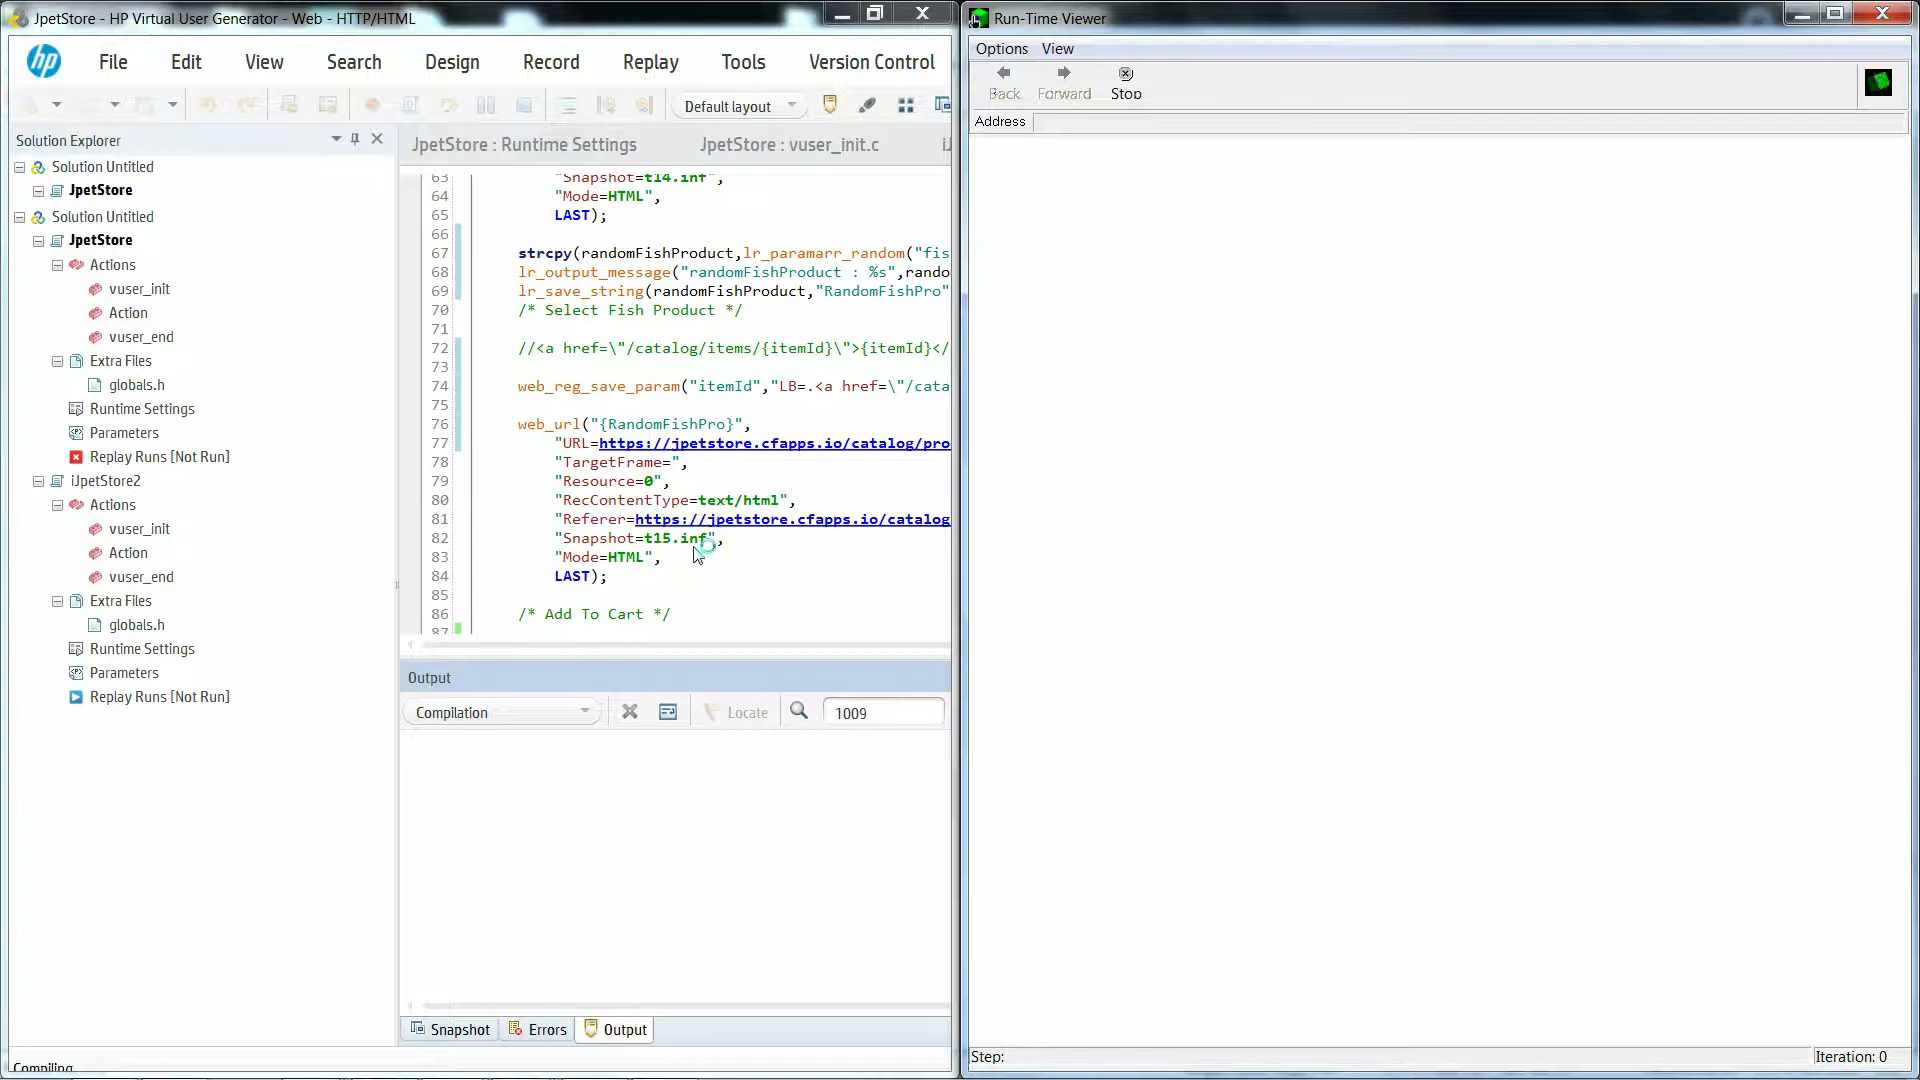 JpetStore - HP Virtual User Generator - Web - HTTP/HTML
hp
File Edit View Search Design Record Replay Tools Version Control
Default layout
Solution Explorer
Solution Untitled
JpetStore
Solution Untitled
JpetStore
Actions
vuser_init
Action
vuser_end
Extra Files
globals.h
Runtime Settings
Parameters
Replay Runs [Not Run]
iJpetStore2
Actions
vuser_init
Action
vuser_end
Extra Files
globals.h
Runtime Settings
Parameters
Replay Runs [Not Run]
JpetStore : Runtime Settings JpetStore : vuser_init.c
63 "Snapshot=t14.inf",
64 "Mode=HTML",
65 LAST);
66
67 strcpy(randomFishProduct,lr_paramarr_random("fis
68 lr_output_message("randomFishProduct : %s",rando
69 lr_save_string(randomFishProduct,"RandomFishPro"
70 /* Select Fish Product */
71
72 //<a href=\"/catalog/items/{itemId}\">{itemId}</
73
74 web_reg_save_param("itemId","LB=.<a href=\"/cata
75
76 web_url("{RandomFishPro}",
77 "URL=https://jpetstore.cfapps.io/catalog/pro
78 "TargetFrame=",
79 "Resource=0",
80 "RecContentType=text/html",
81 "Referer=https://jpetstore.cfapps.io/catalog
82 "Snapshot=t15.inf",
83 "Mode=HTML",
84 LAST);
85
86 /* Add To Cart */
87
Output
Compilation Locate 1009
Snapshot Errors Output
Compiling
Run-Time Viewer
Options View
Back Forward Stop
Address
Step: Iteration: 0